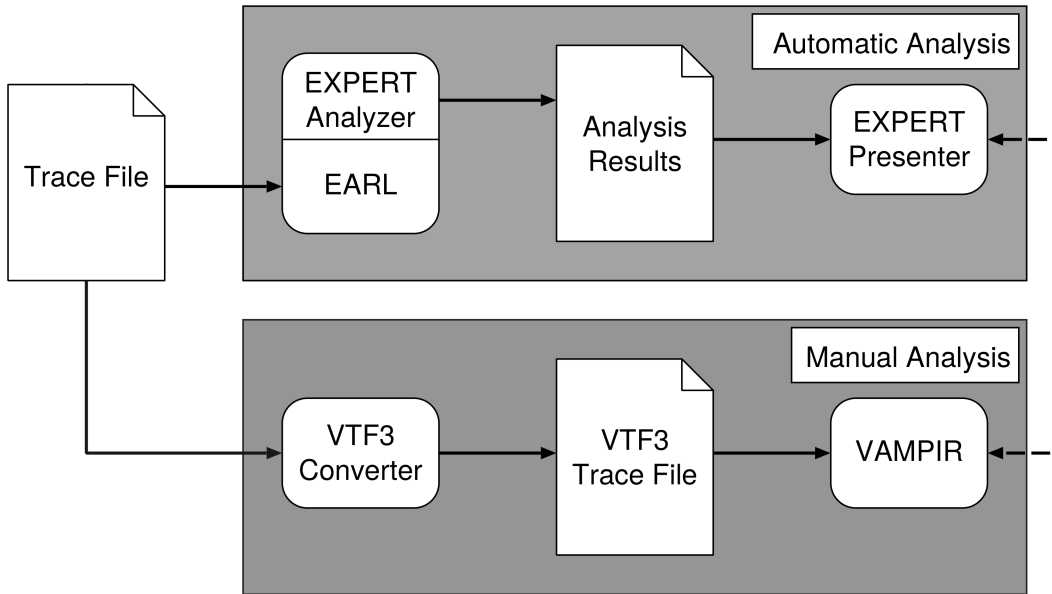 Automatic Analysis
Trace File
EXPERT
Analyzer
EARL
Analysis
Results
EXPERT
Presenter
Manual Analysis
VTF3
Converter
VTF3
Trace File
VAMPIR